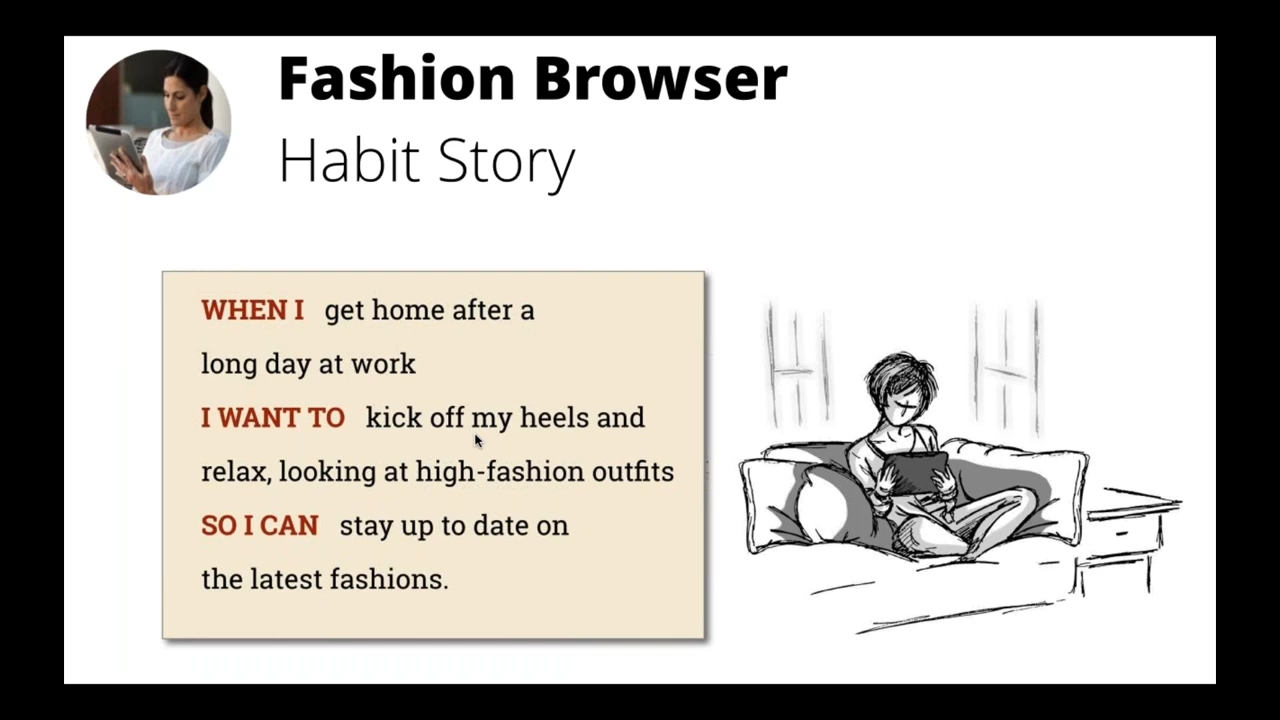 Fashion Browser
Habit Story
WHEN I get home after a
long day at work
I WANT TO kick off my heels and
relax, looking at high-fashion outfits
SO I CAN stay up to date on
the latest fashions.